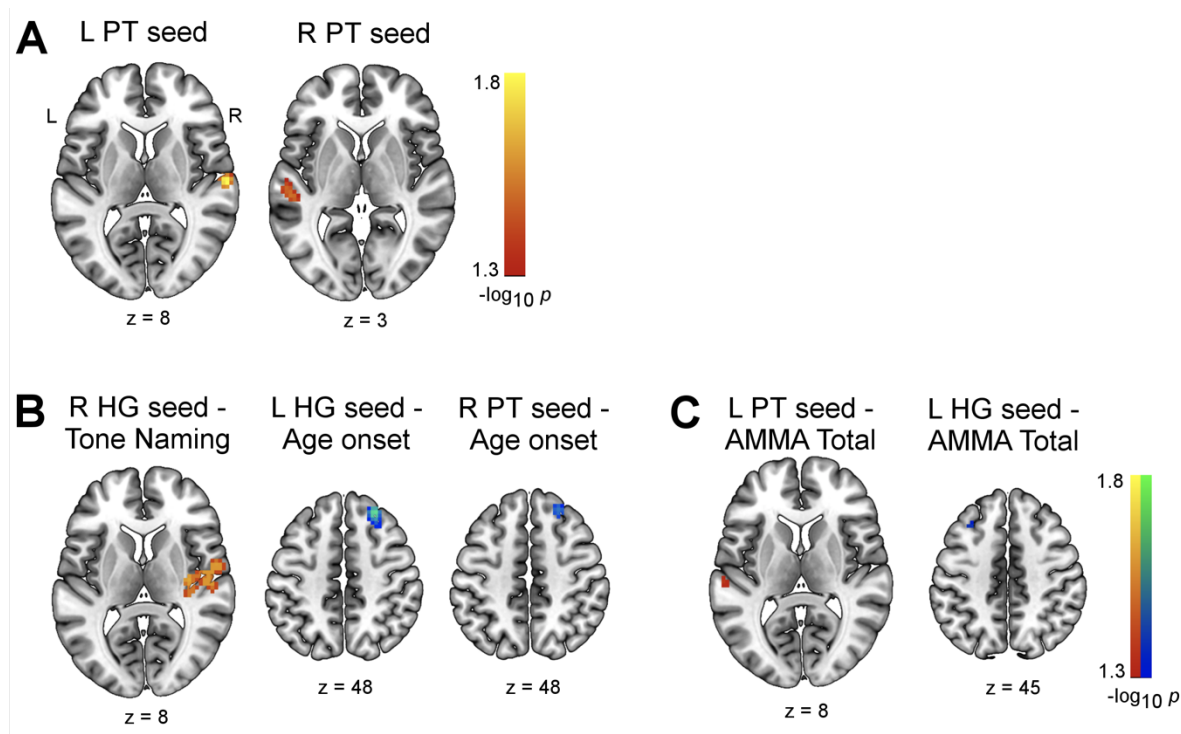 A
L PT seed
R PT seed
L
R
1.8
1.3
-log10 p
z = 8
z = 3
B
R HG seed -
Tone Naming
L HG seed -
Age onset
R PT seed -
Age onset
z = 8
z = 48
z = 48
C
L PT seed -
AMMA Total
L HG seed -
AMMA Total
1.8
1.3
-log10 p
z = 8
z = 45